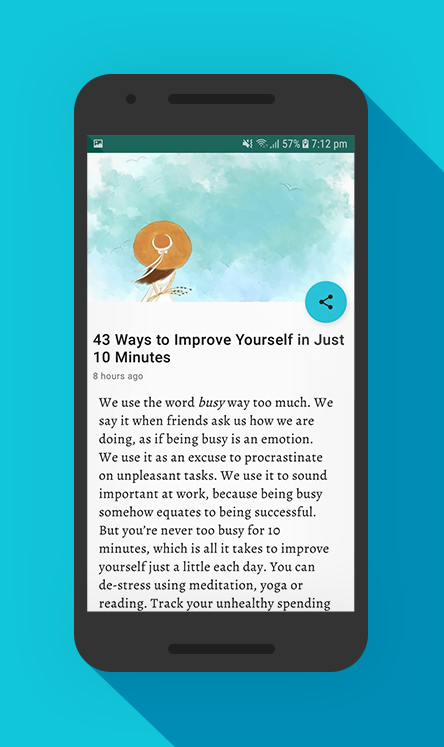 57% 7:12 pm
43 Ways to Improve Yourself in Just
10 Minutes
8 hours ago
We use the word busy way too much. We
say it when friends ask us how we are
doing, as if being busy is an emotion.
We use it as an excuse to procrastinate
on unpleasant tasks. We use it to sound
important at work, because being busy
somehow equates to being successful.
But you’re never too busy for 10
minutes, which is all it takes to improve
yourself just a little each day. You can
de-stress using meditation, yoga or
reading. Track your unhealthy spending